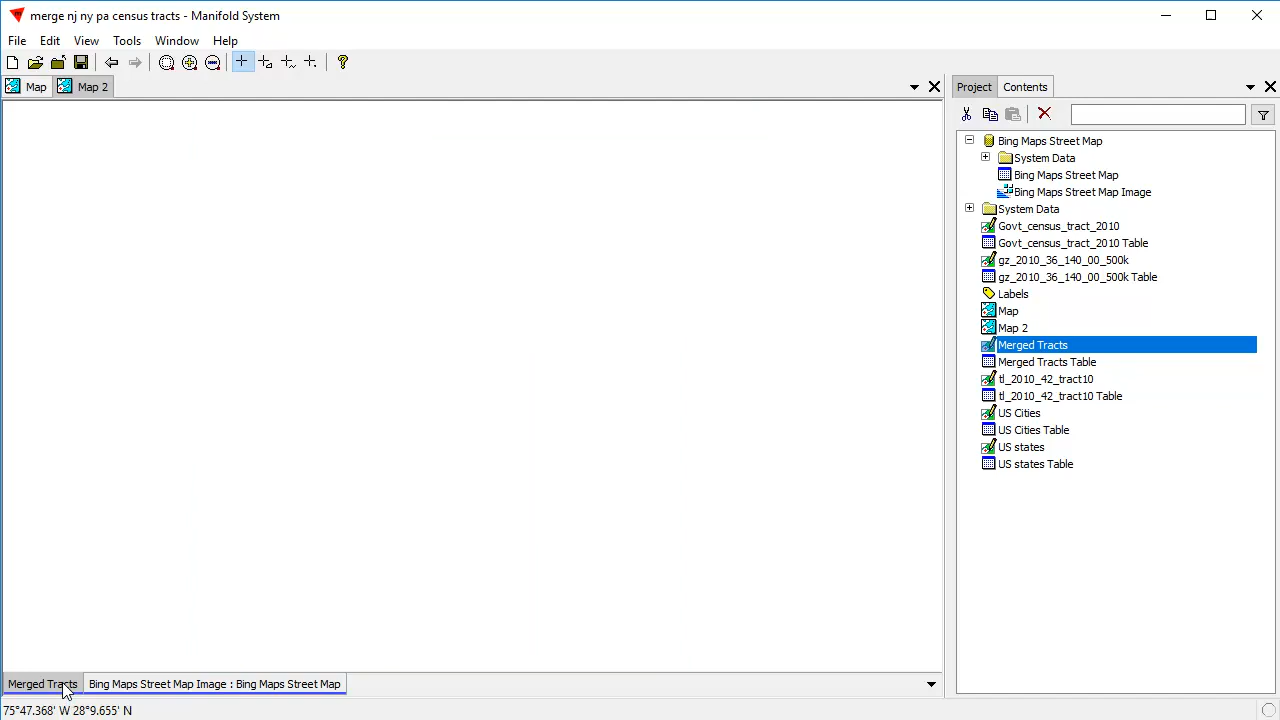 merge nj ny pa census tracts - Manifold System
File Edit View Tools Window Help
Map Map 2
Project Contents
Bing Maps Street Map
System Data
Bing Maps Street Map
Bing Maps Street Map Image
System Data
Govt_census_tract_2010
Govt_census_tract_2010 Table
gz_2010_36_140_00_500k
gz_2010_36_140_00_500k Table
Labels
Map
Map 2
Merged Tracts
Merged Tracts Table
tl_2010_42_tract10
tl_2010_42_tract10 Table
US Cities
US Cities Table
US states
US states Table
Merged Tracts Bing Maps Street Map Image : Bing Maps Street Map
75°47.368' W 28°9.655' N